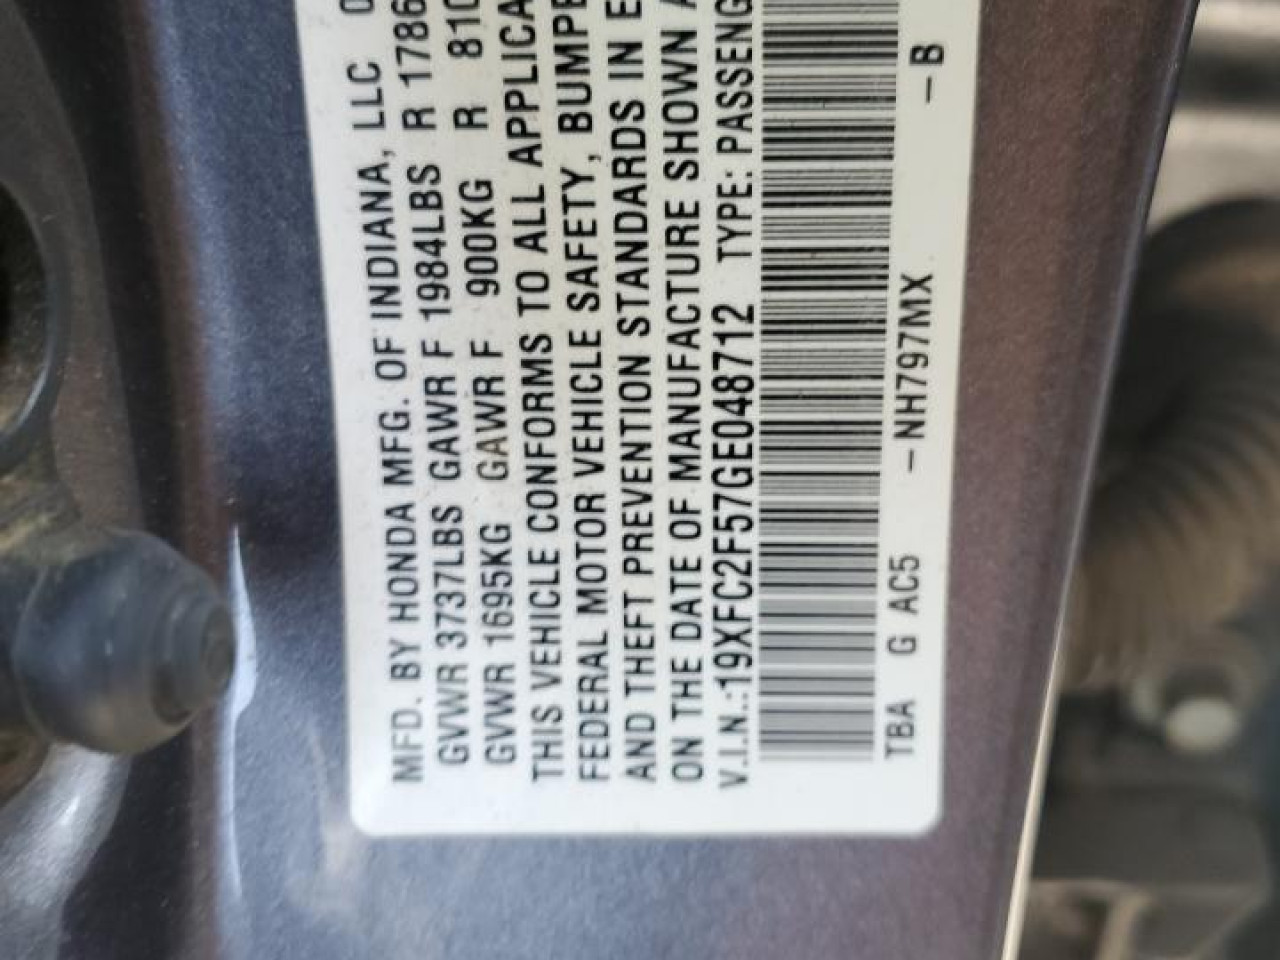 MFD. BY HONDA MFG. OF INDIANA, LLC 0
GVWR 3737LBS GAWR F 1984LBS R 1786
GVWR 1695KG GAWR F 900KG R 810
THIS VEHICLE CONFORMS TO ALL APPLICA
FEDERAL MOTOR VEHICLE SAFETY, BUMPE
AND THEFT PREVENTION STANDARDS IN E
ON THE DATE OF MANUFACTURE SHOWN A
V.I.N.:19XFC2F57GE048712 TYPE: PASSENG
TBA G AC5 – NH797MX – B